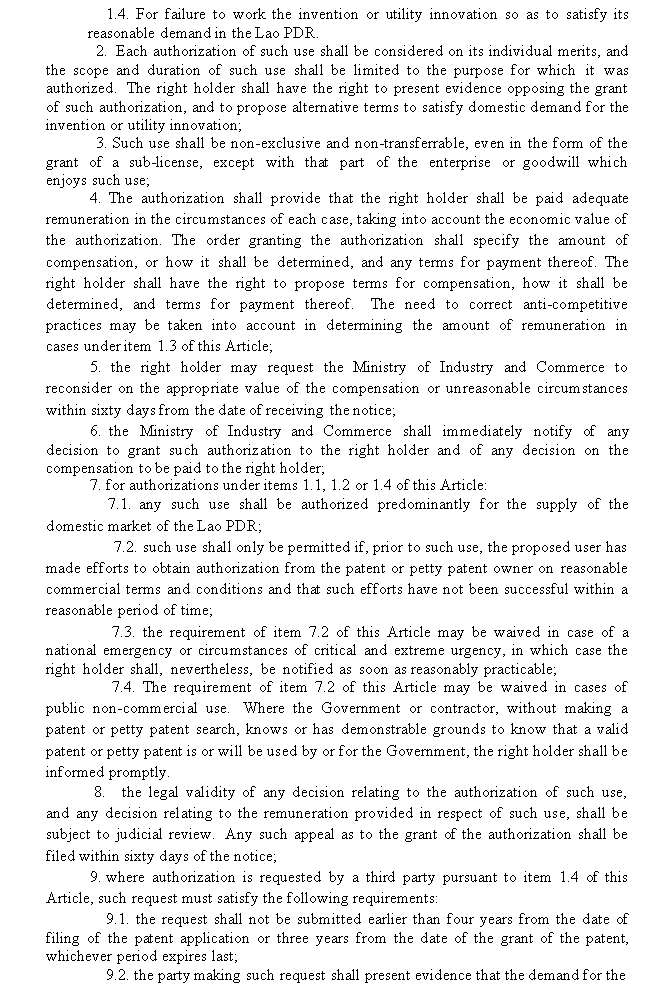 1.4. For failure to work the invention or utility innovation so as to satisfy its
reasonable demand in the Lao PDR.
2. Each authorization of such use shall be considered on its individual merits, and
the scope and duration of such use shall be limited to the purpose for which it was
authorized. The right holder shall have the right to present evidence opposing the grant
of such authorization, and to propose alternative terms to satisfy domestic demand for the
invention or utility innovation;
3. Such use shall be non-exclusive and non-transferrable, even in the form of the
grant of a sub-license, except with that part of the enterprise or goodwill which
enjoys such use;
4. The authorization shall provide that the right holder shall be paid adequate
remuneration in the circumstances of each case, taking into account the economic value of
the authorization. The order granting the authorization shall specify the amount of
compensation, or how it shall be determined, and any terms for payment thereof. The
right holder shall have the right to propose terms for compensation, how it shall be
determined, and terms for payment thereof. The need to correct anti-competitive
practices may be taken into account in determining the amount of remuneration in
cases under item 1.3 of this Article;
5. the right holder may request the Ministry of Industry and Commerce to
reconsider on the appropriate value of the compensation or unreasonable circumstances
within sixty days from the date of receiving the notice;
6. the Ministry of Industry and Commerce shall immediately notify of any
decision to grant such authorization to the right holder and of any decision on the
compensation to be paid to the right holder;
7. for authorizations under items 1.1, 1.2 or 1.4 of this Article:
7.1. any such use shall be authorized predominantly for the supply of the
domestic market of the Lao PDR;
7.2. such use shall only be permitted if, prior to such use, the proposed user has
made efforts to obtain authorization from the patent or petty patent owner on reasonable
commercial terms and conditions and that such efforts have not been successful within a
reasonable period of time;
7.3. the requirement of item 7.2 of this Article may be waived in case of a
national emergency or circumstances of critical and extreme urgency, in which case the
right holder shall, nevertheless, be notified as soon as reasonably practicable;
7.4. The requirement of item 7.2 of this Article may be waived in cases of
public non-commercial use. Where the Government or contractor, without making a
patent or petty patent search, knows or has demonstrable grounds to know that a valid
patent or petty patent is or will be used by or for the Government, the right holder shall be
informed promptly.
8. the legal validity of any decision relating to the authorization of such use,
and any decision relating to the remuneration provided in respect of such use, shall be
subject to judicial review. Any such appeal as to the grant of the authorization shall be
filed within sixty days of the notice;
9. where authorization is requested by a third party pursuant to item 1.4 of this
Article, such request must satisfy the following requirements:
9.1. the request shall not be submitted earlier than four years from the date of
filing of the patent application or three years from the date of the grant of the patent,
whichever period expires last;
9.2. the party making such request shall present evidence that the demand for the